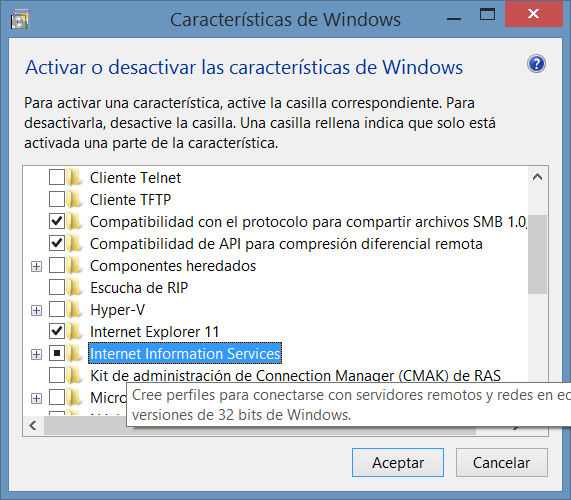 Características de Windows
Activar o desactivar las características de Windows
Para activar una característica, active la casilla correspondiente. Para
desactivarla, desactive la casilla. Una casilla rellena indica que solo está
activada una parte de la característica.
Cliente Telnet
Cliente TFTP
Compatibilidad con el protocolo para compartir archivos SMB 1.0,
Compatibilidad de API para compresión diferencial remota
Componentes heredados
Escucha de RIP
Hyper-V
Internet Explorer 11
Internet Information Services
Kit de administración de Connection Manager (CMAK) de RAS
Micro
Cree perfiles para conectarse con servidores remotos y redes en
versiones de 32 bits de Windows.
Aceptar
Cancelar